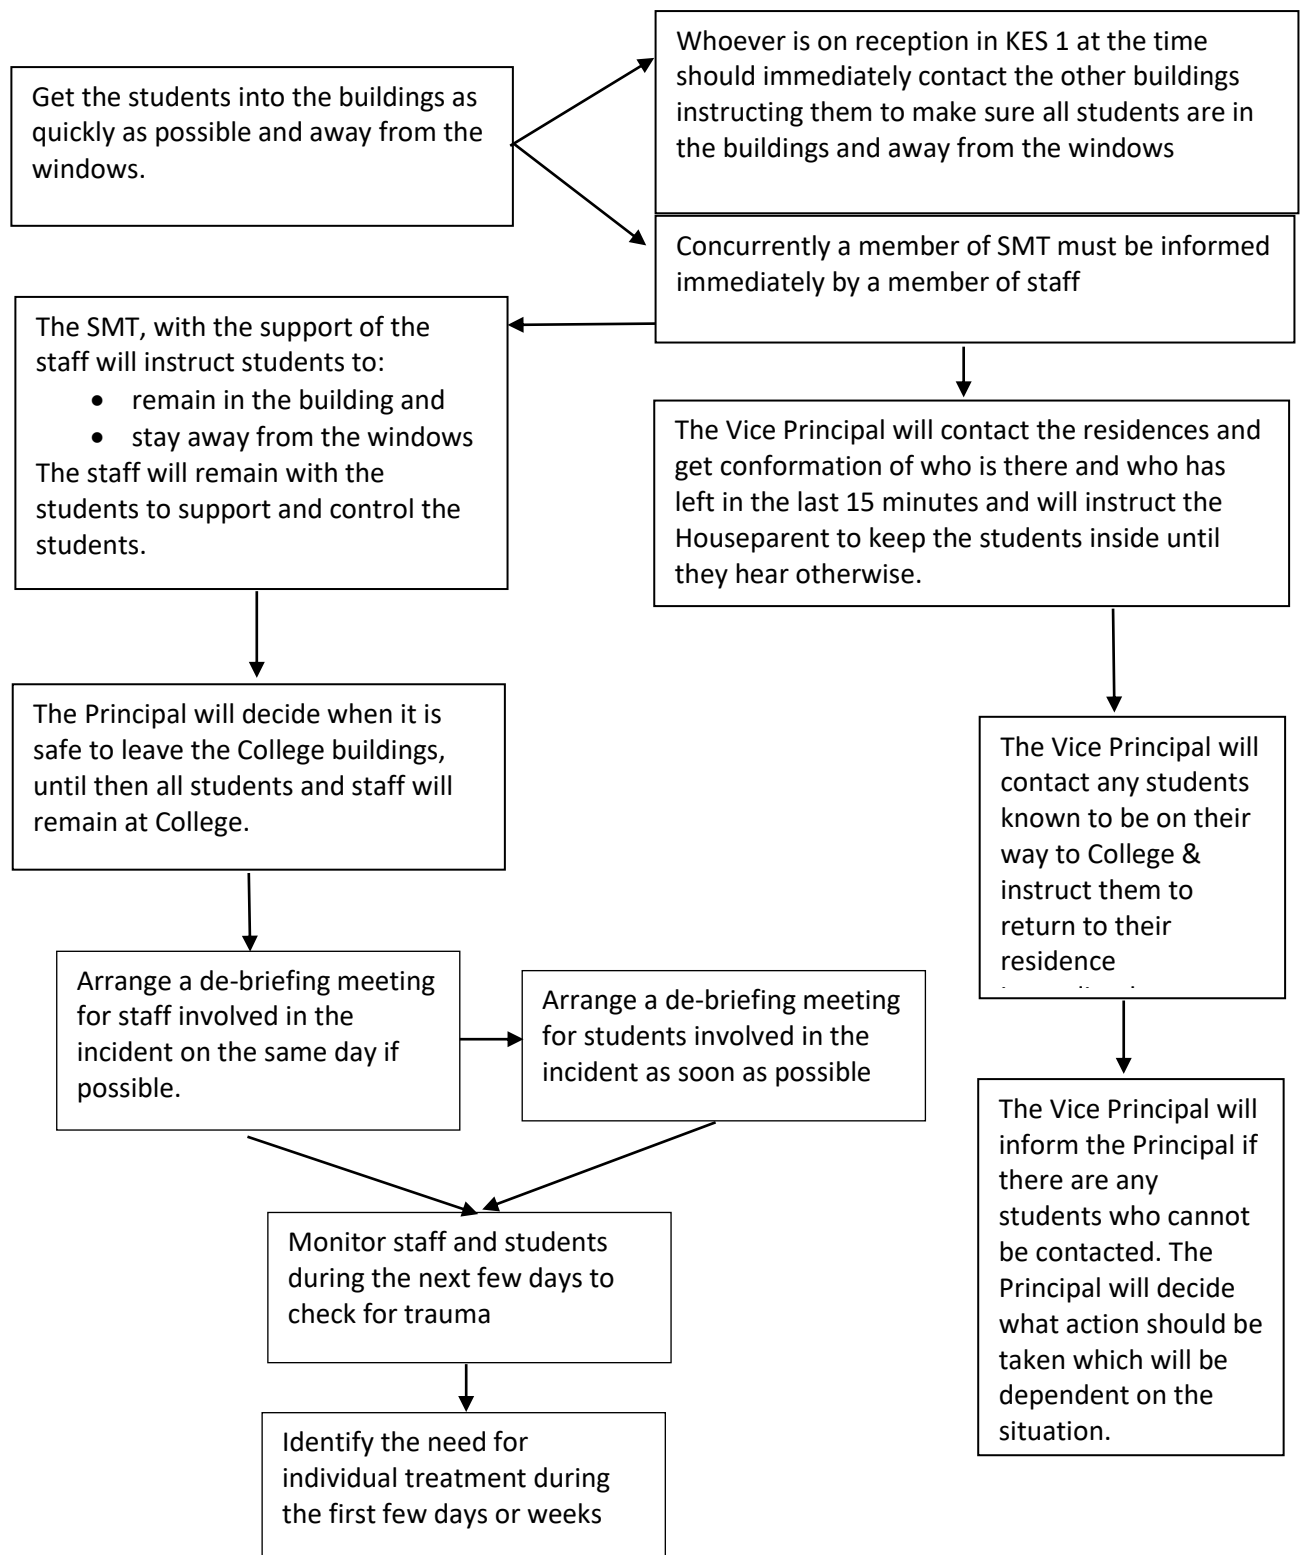 Get the students into the buildings as
quickly as possible and away from the
windows.
Whoever is on reception in KES 1 at the time
should immediately contact the other buildings
instructing them to make sure all students are in
the buildings and away from the windows
Concurrently a member of SMT must be informed
immediately by a member of staff
The SMT, with the support of the
staff will instruct students to:
• remain in the building and
• stay away from the windows
The staff will remain with the
students to support and control the
students.
The Vice Principal will contact the residences and
get conformation of who is there and who has
left in the last 15 minutes and will instruct the
Houseparent to keep the students inside until
they hear otherwise.
The Principal will decide when it is
safe to leave the College buildings,
until then all students and staff will
remain at College.
The Vice Principal will
contact any students
known to be on their
way to College &
instruct them to
return to their
residence
Arrange a de-briefing meeting
for staff involved in the
incident on the same day if
possible.
Arrange a de-briefing meeting
for students involved in the
incident as soon as possible
The Vice Principal will
inform the Principal if
there are any
students who cannot
be contacted. The
Principal will decide
what action should be
taken which will be
dependent on the
situation.
Monitor staff and students
during the next few days to
check for trauma
Identify the need for
individual treatment during
the first few days or weeks